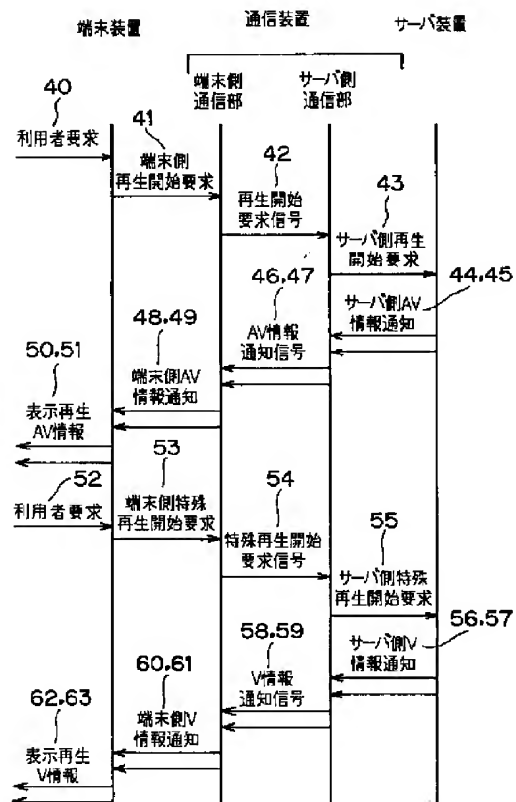 端末装置
通信装置
サーバ装置
端末側
通信部
サーバ側
通信部
40
利用者要求
41
端末側
再生開始要求
42
再生開始
要求信号
43
サーバ側再生
開始要求
44,45
サーバ側AV
情報通知
46,47
AV情報
通知信号
48,49
端末側AV
情報通知
50,51
表示再生
AV情報
52
利用者要求
53
端末側特殊
再生開始要求
54
特殊再生開始
要求信号
55
サーバ側特殊
再生開始要求
56,57
サーバ側V
情報通知
58,59
V情報
通知信号
60,61
端末側V
情報通知
62,63
表示再生
V情報